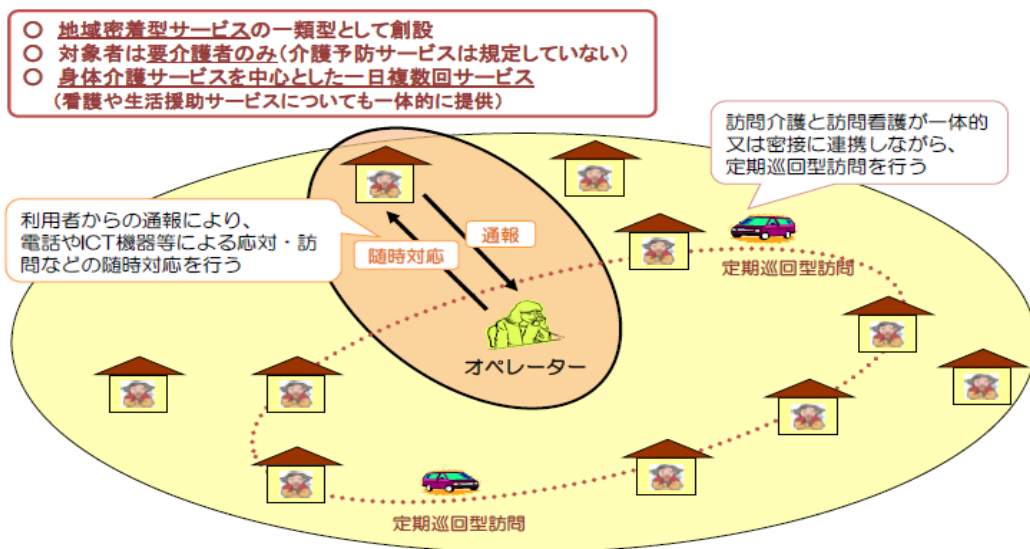 ○ 地域密着型サービスの一類型として創設
○ 対象者は要介護者のみ(介護予防サービスは規定していない)
○ 身体介護サービスを中心とした一日複数回サービス
(看護や生活援助サービスについても一体的に提供)
訪問介護と訪問看護が一体的
又は密接に連携しながら、
定期巡回型訪問を行う
利用者からの通報により、
電話やICT機器等による応対・訪
問などの随時対応を行う
通報
随時対応
定期巡回型訪問
オペレーター
定期巡回型訪問